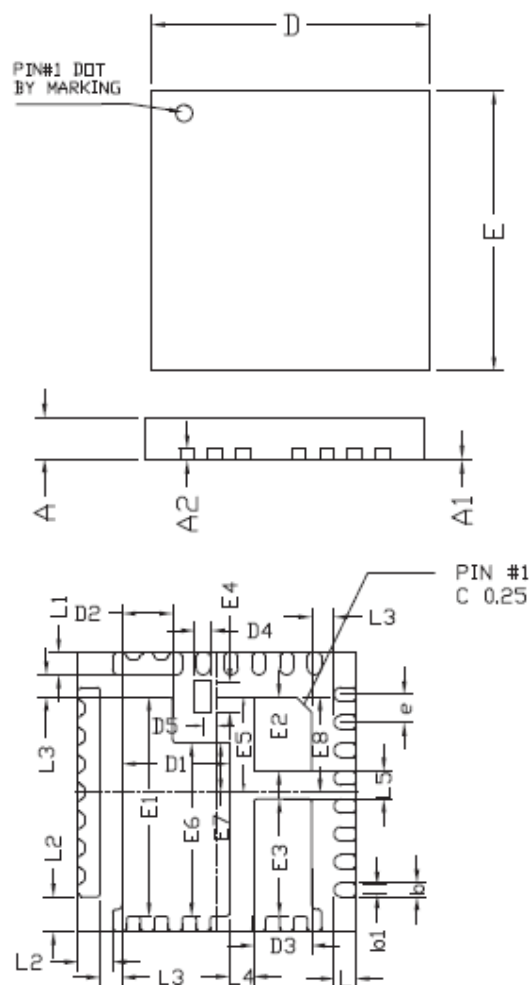 D
PIN#1 DOT
BY MARKING
E
A
A2
A1
PIN #1
C 0.25
L1
D2
E4
D4
L3
L3
D5
D1
E5
E2
E8
e
L5
E1
E6
E7
E3
L2
b
b1
L2
L3
L4
D3
L